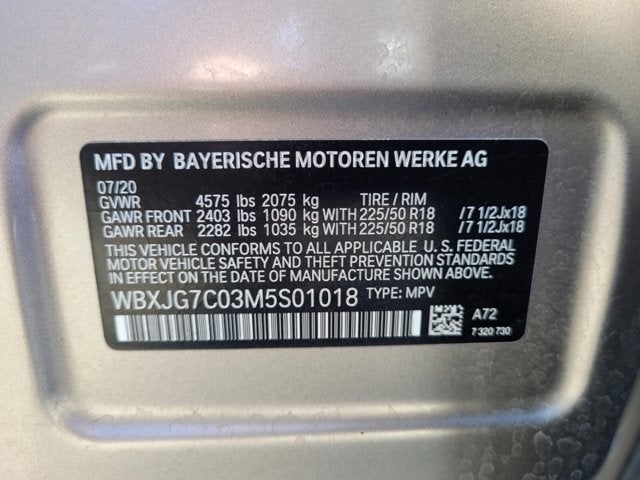 MFD BY BAYERISCHE MOTOREN WERKE AG
07/20
GVWR 4575 lbs 2075 kg TIRE / RIM
GAWR FRONT 2403 lbs 1090 kg WITH 225/50 R18 /7 1/2Jx18
GAWR REAR 2282 lbs 1035 kg WITH 225/50 R18 /7 1/2Jx18
THIS VEHICLE CONFORMS TO ALL APPLICABLE U. S. FEDERAL
MOTOR VEHICLE SAFETY AND THEFT PREVENTION STANDARDS
IN EFFECT ON THE DATE OF MANUFACTURE SHOWN ABOVE.
WBXJG7C03M5S01018 TYPE: MPV
A72
7 320 730